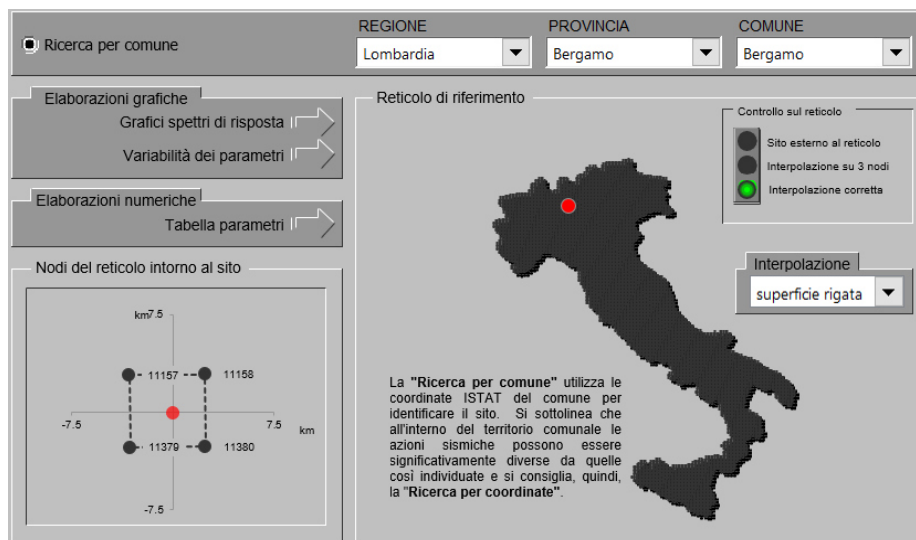 REGIONE PROVINCIA COMUNE
Ricerca per comune Lombardia Bergamo Bergamo
Elaborazioni grafiche
Grafici spettri di risposta
Variabilità dei parametri
Elaborazioni numeriche
Tabella parametri
Nodi del reticolo intorno al sito
km 7.5
11157 11158
-7.5 7.5 km
11379 11380
-7.5
Reticolo di riferimento
Controllo sul reticolo
Sito esterno al reticolo
Interpolazione su 3 nodi
Interpolazione corretta
Interpolazione
superficie rigata
La "Ricerca per comune" utilizza le
coordinate ISTAT del comune per
identificare il sito. Si sottolinea che
all'interno del territorio comunale le
azioni sismiche possono essere
significativamente diverse da quelle
così individuate e si consiglia, quindi,
la "Ricerca per coordinate".